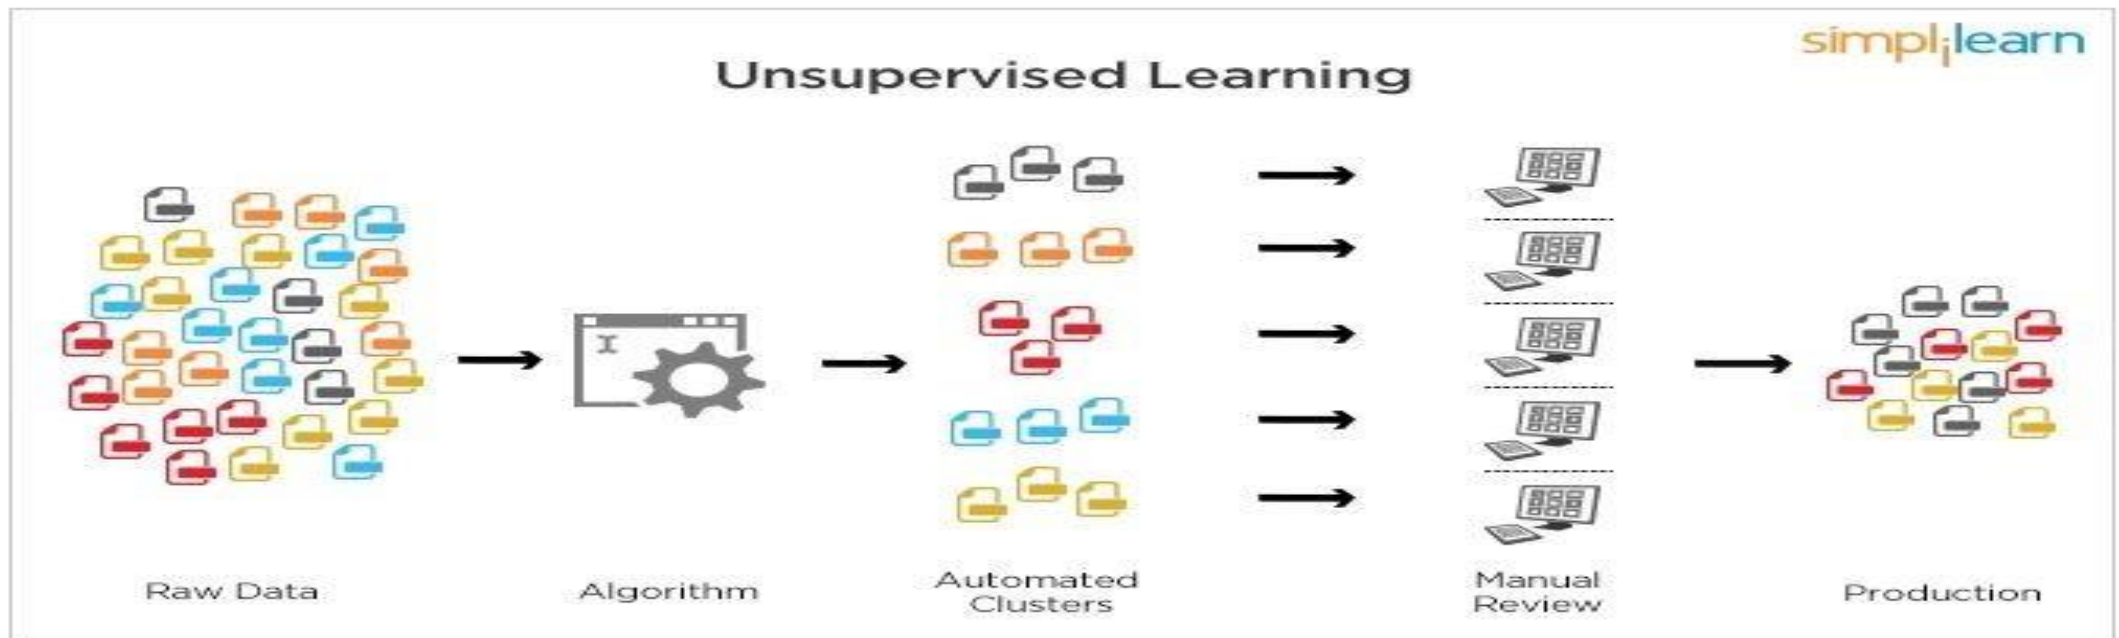 simplilearn
Unsupervised Learning
Raw Data
Algorithm
Automated
Clusters
Manual
Review
Production